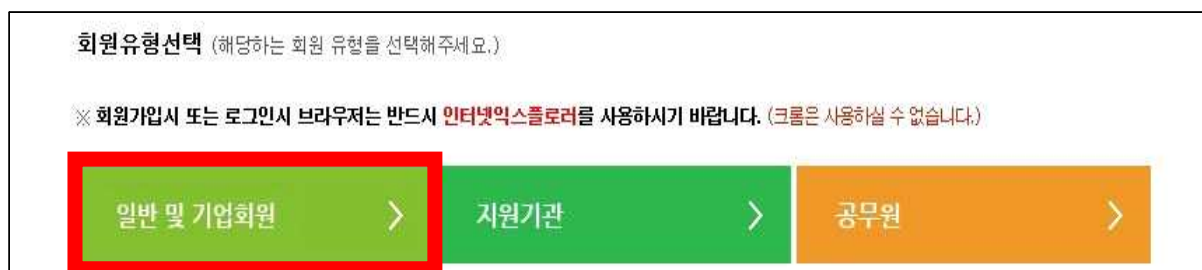 회원유형선택 (해당하는 회원 유형을 선택해주세요.)
※ 회원가입시 또는 로그인시 브라우저는 반드시 인터넷익스플로러를 사용하시기 바랍니다. (크롬은 사용하실 수 없습니다.)
일반 및 기업회원 > 지원기관 > 공무원 >